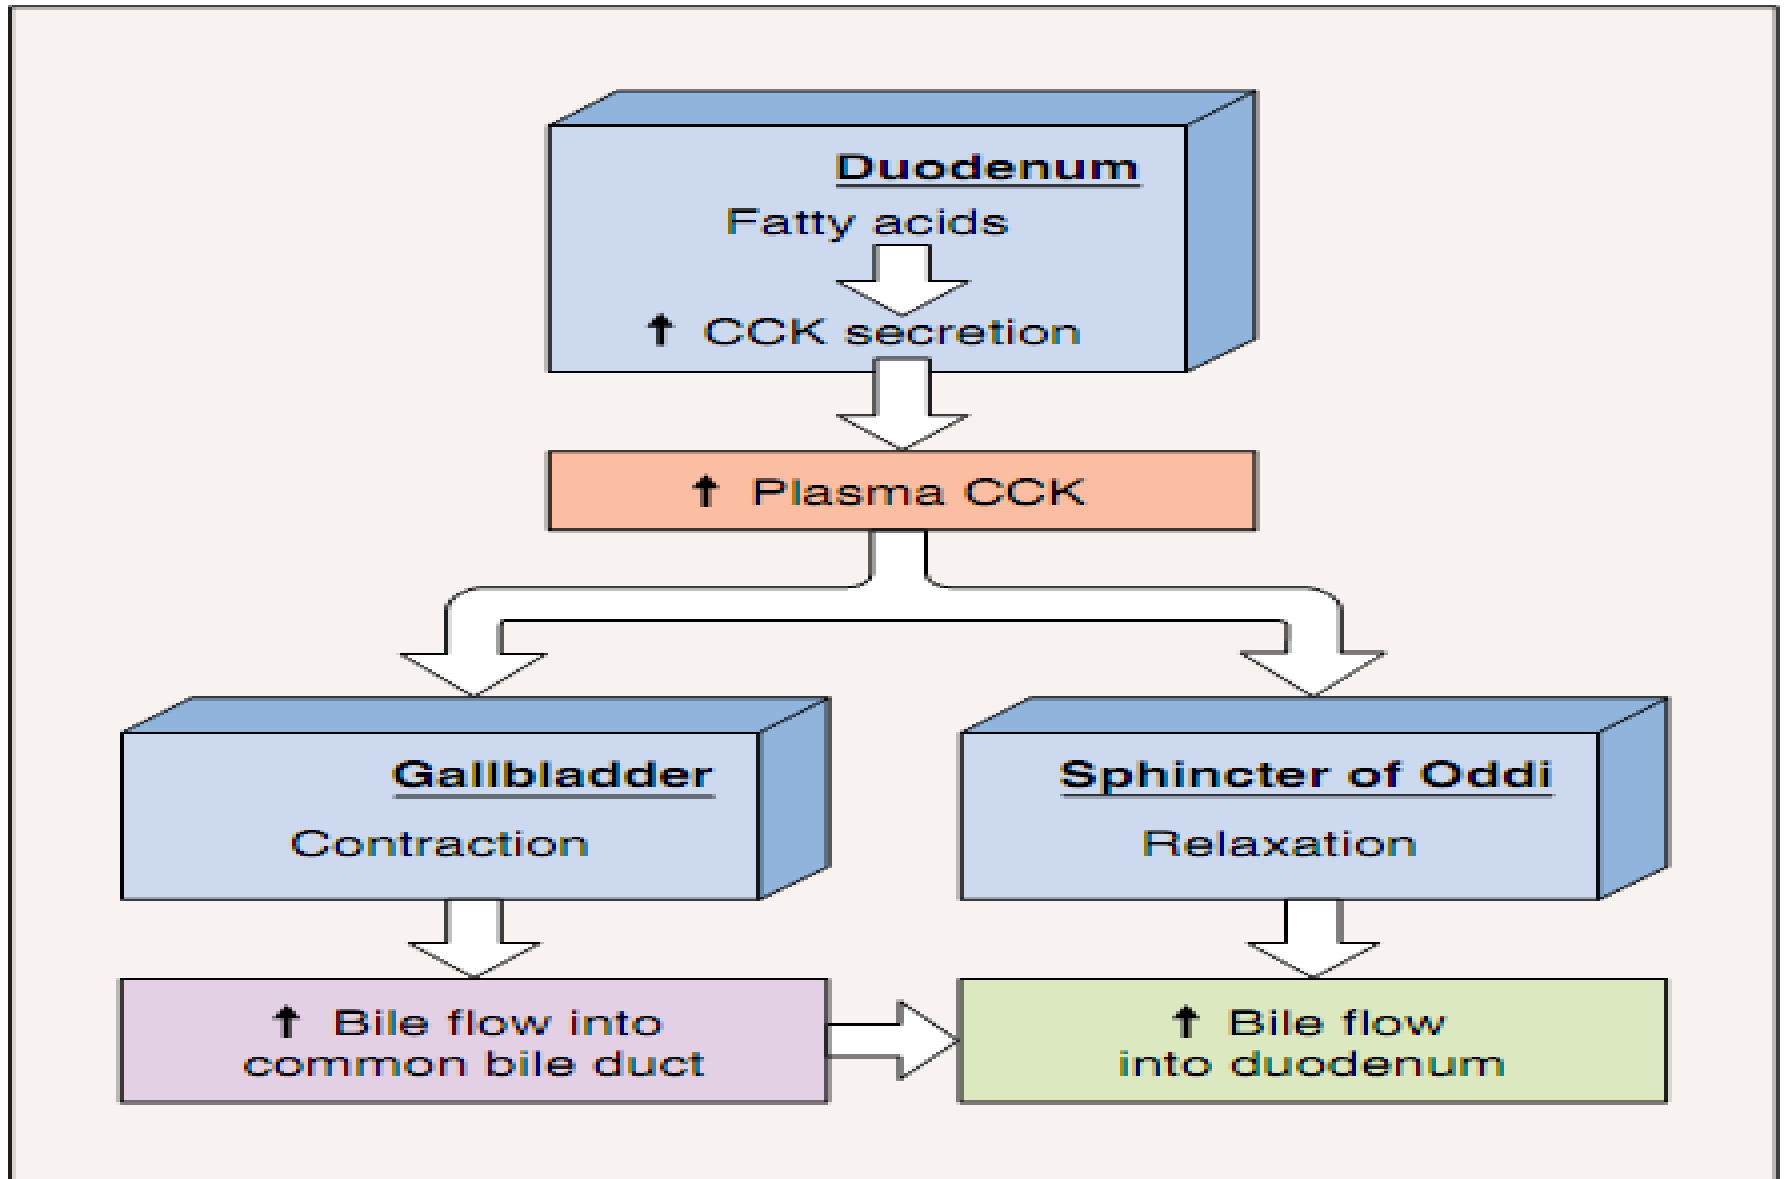 Duodenum
Fatty acids
↑ CCK secretion
↑ Plasma CCK
Gallbladder
Contraction
Sphincter of Oddi
Relaxation
↑ Bile flow into
common bile duct
↑ Bile flow
into duodenum